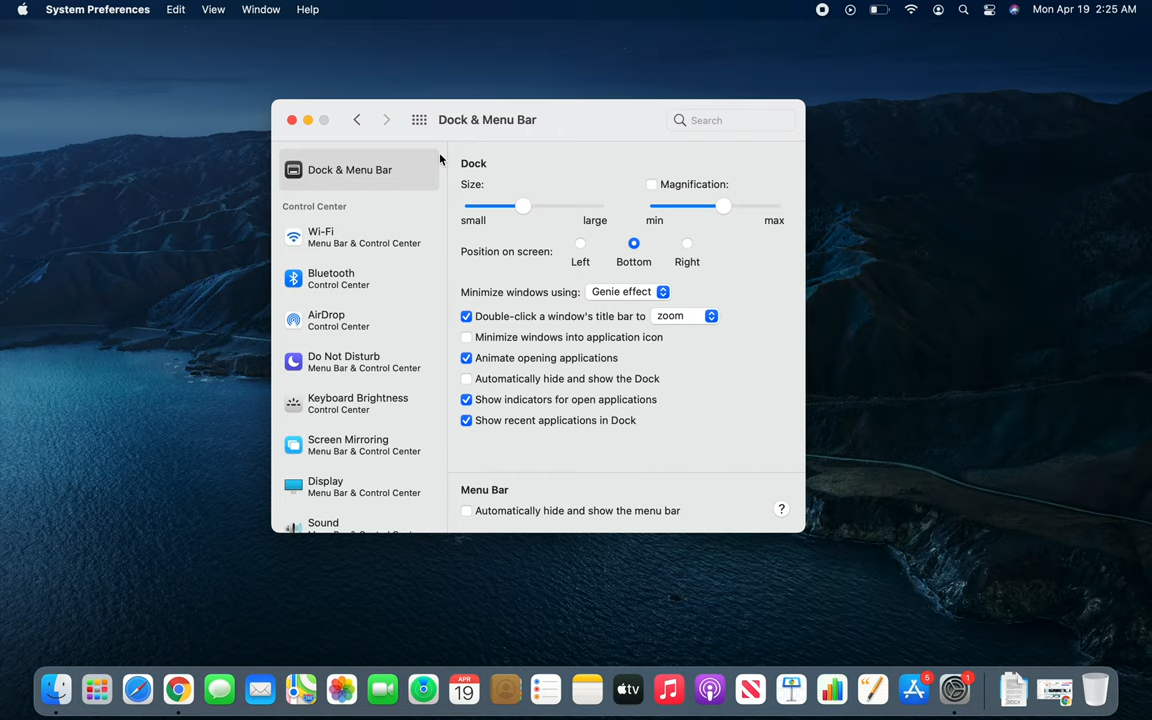 System Preferences Edit View Window Help Mon Apr 19 2:25 AM
Dock & Menu Bar
Search
Dock & Menu Bar
Control Center
Wi-Fi
Menu Bar & Control Center
Bluetooth
Control Center
AirDrop
Control Center
Do Not Disturb
Menu Bar & Control Center
Keyboard Brightness
Control Center
Screen Mirroring
Menu Bar & Control Center
Display
Menu Bar & Control Center
Sound
Dock
Size:
Magnification:
small large
min max
Position on screen:
Left Bottom Right
Minimize windows using: Genie effect
Double-click a window's title bar to zoom
Minimize windows into application icon
Animate opening applications
Automatically hide and show the Dock
Show indicators for open applications
Show recent applications in Dock
Menu Bar
Automatically hide and show the menu bar
?
APR
19
tv
5
1